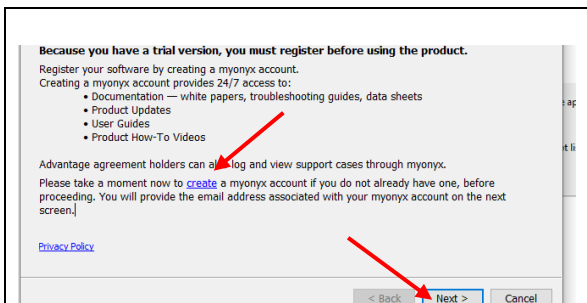 Because you have a trial version, you must register before using the product.
Register your software by creating a myonyx account.
Creating a myonyx account provides 24/7 access to:
• Documentation — white papers, troubleshooting guides, data sheets
• Product Updates
• User Guides
• Product How-To Videos
Advantage agreement holders can also log and view support cases through myonyx.
Please take a moment now to create a myonyx account if you do not already have one, before
proceeding. You will provide the email address associated with your myonyx account on the next
screen.
Privacy Policy
< Back Next > Cancel